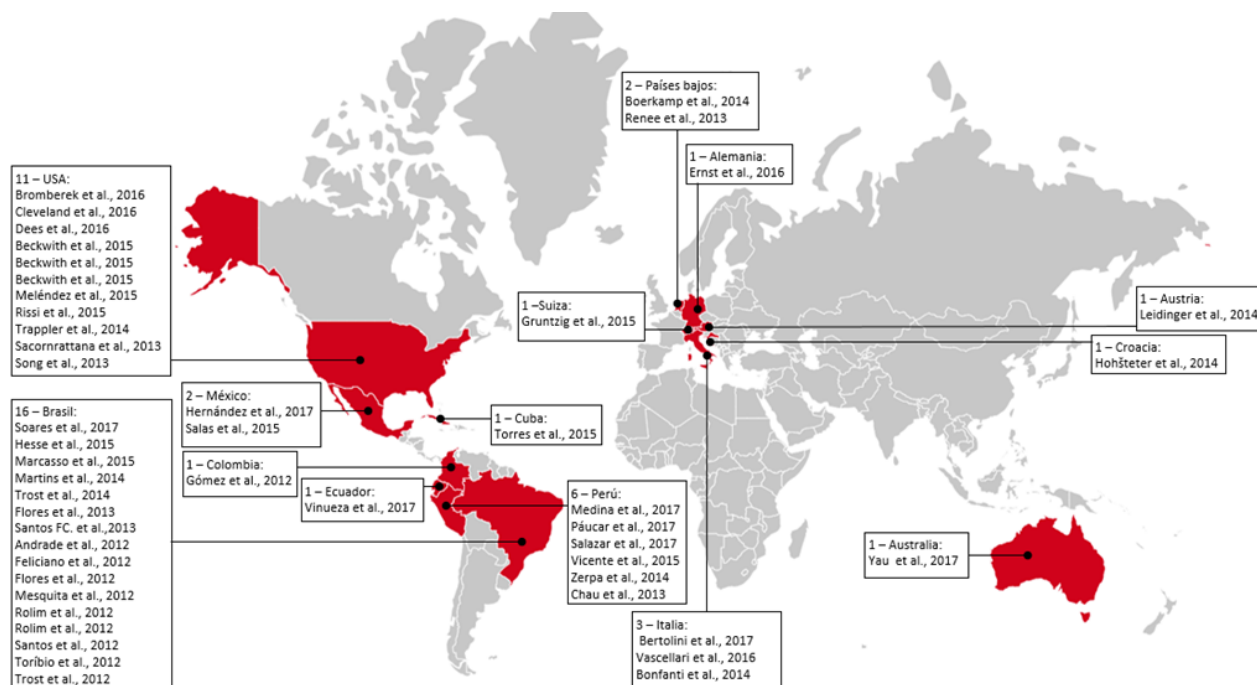 2 – Países bajos:
Boerkamp et al., 2014
Renee et al., 2013
1 – Alemania:
Ernst et al., 2016
11 – USA:
Bromberek et al., 2016
Cleveland et al., 2016
Dees et al., 2016
Beckwith et al., 2015
Beckwith et al., 2015
Beckwith et al., 2015
Meléndez et al., 2015
Rissi et al., 2015
Trappler et al., 2014
Sacornrattana et al., 2013
Song et al., 2013
1 –Suiza:
Gruntzig et al., 2015
1 – Austria:
Leidinger et al., 2014
1 – Croacia:
Hohšteter et al., 2014
2 – México:
Hernández et al., 2017
Salas et al., 2015
1 – Cuba:
Torres et al., 2015
16 – Brasil:
Soares et al., 2017
Hesse et al., 2015
Marcasso et al., 2015
Martins et al., 2014
Trost et al., 2014
Flores et al., 2013
Santos FC. et al.,2013
Andrade et al., 2012
Feliciano et al., 2012
Flores et al., 2012
Mesquita et al., 2012
Rolim et al., 2012
Rolim et al., 2012
Santos et al., 2012
Toríbio et al., 2012
Trost et al., 2012
1 – Colombia:
Gómez et al., 2012
1 – Ecuador:
Vinueza et al., 2017
6 – Perú:
Medina et al., 2017
Páucar et al., 2017
Salazar et al., 2017
Vicente et al., 2015
Zerpa et al., 2014
Chau et al., 2013
1 – Australia:
Yau et al., 2017
3 – Italia:
Bertolini et al., 2017
Vascellari et al., 2016
Bonfanti et al., 2014